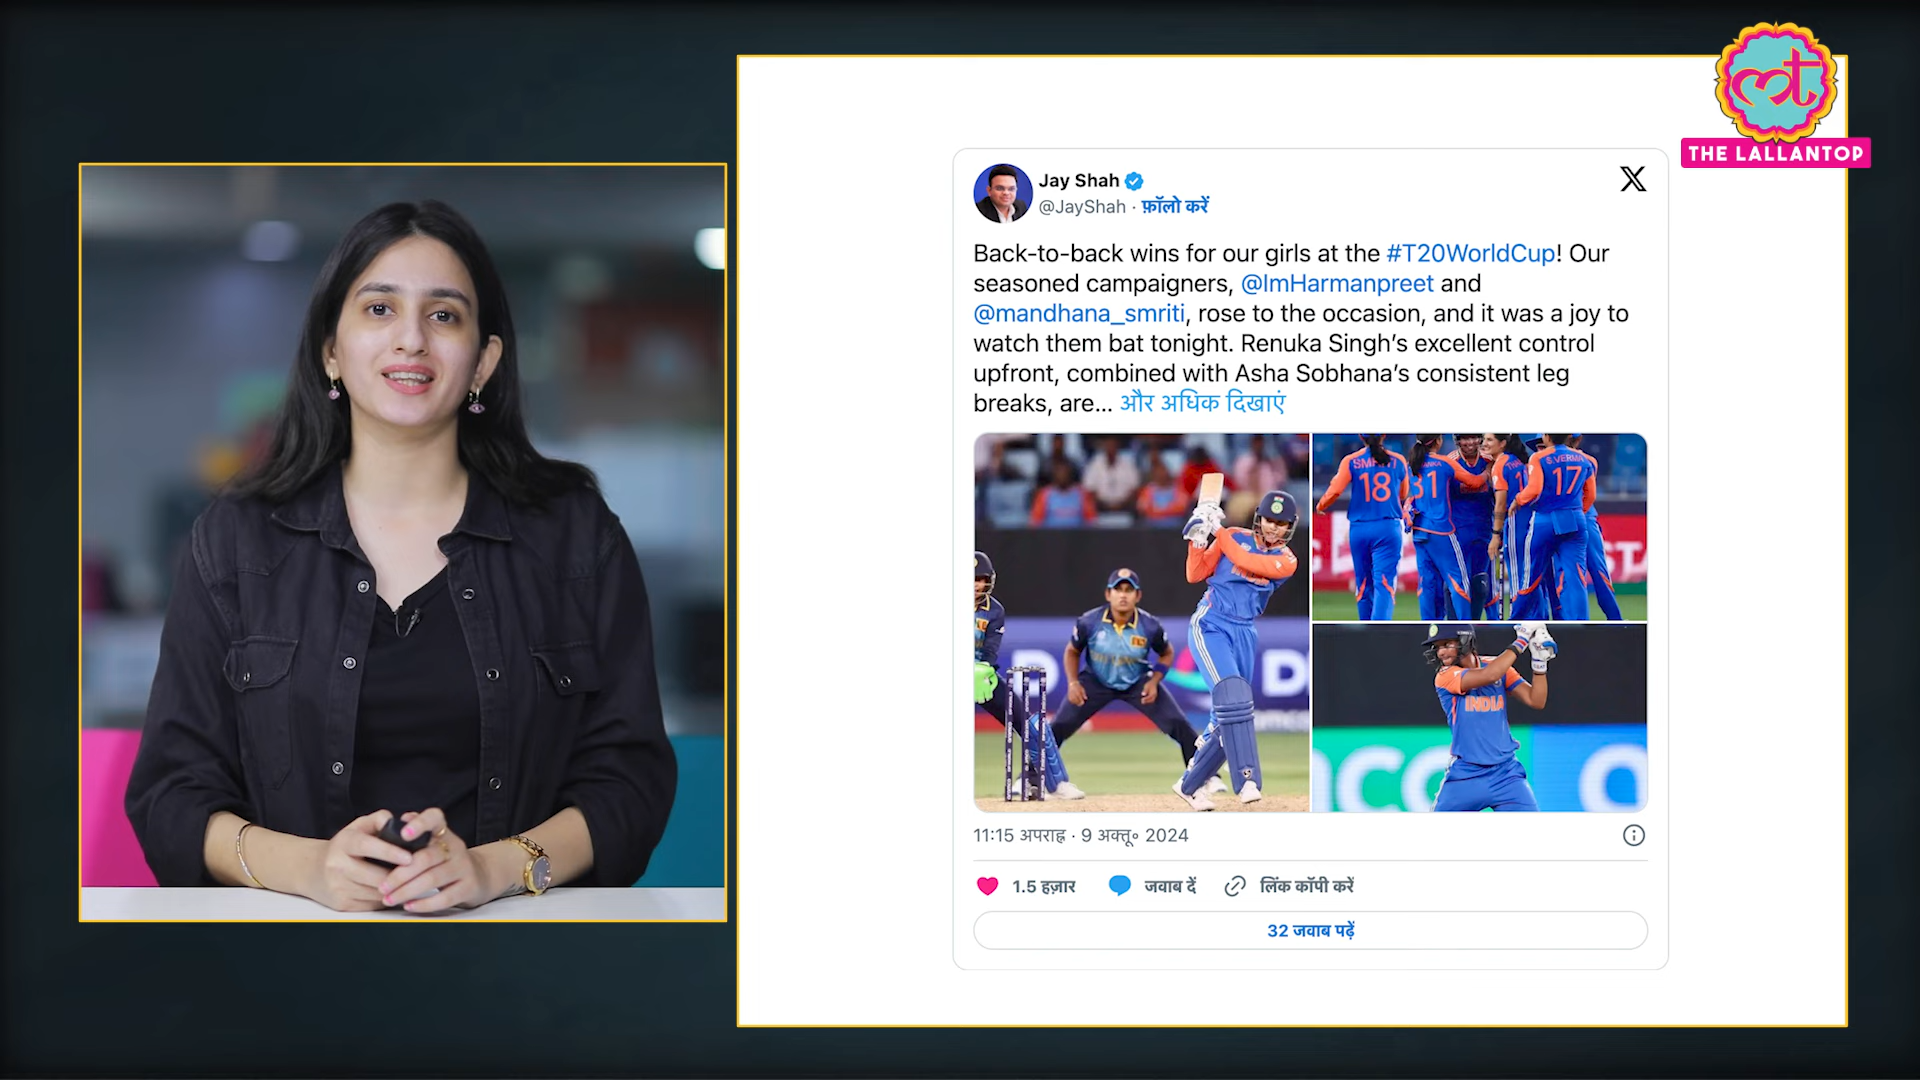 मत
THE LALLANTOP
Jay Shah
@JayShah · फ़ॉलो करें
Back-to-back wins for our girls at the #T20WorldCup! Our
seasoned campaigners, @ImHarmanpreet and
@mandhana_smriti, rose to the occasion, and it was a joy to
watch them bat tonight. Renuka Singh’s excellent control
upfront, combined with Asha Sobhana’s consistent leg
breaks, are... और अधिक दिखाएं
18
31
S.VERMA
17
INDIA
11:15 अपराह्न · 9 अक्तू॰ 2024
1.5 हज़ार जवाब दें लिंक कॉपी करें
32 जवाब पढ़ें